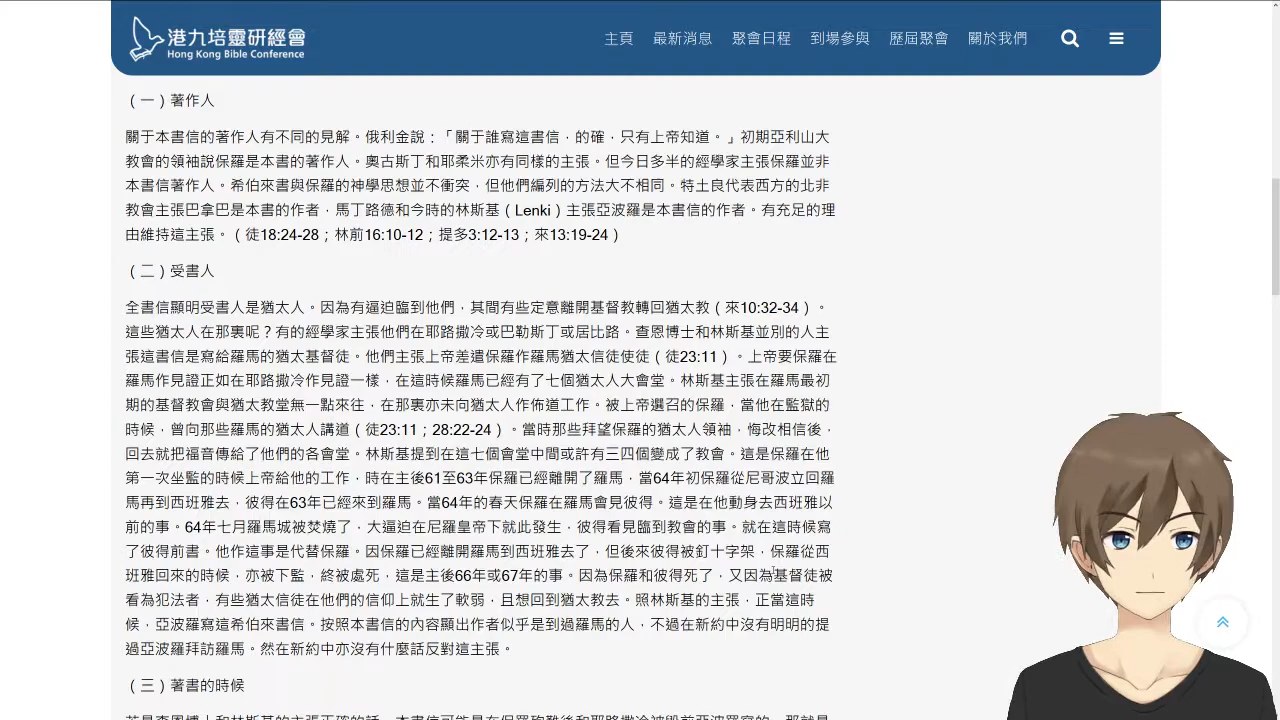 港九培靈研經會
Hong Kong Bible Conference
主頁 最新消息 聚會日程 到場參與 歷屆聚會 關於我們
（一）著作人
關于本書信的著作人有不同的見解。俄利金說：「關于誰寫這書信，的確，只有上帝知道。」初期亞利山大
教會的領袖說保羅是本書的著作人。奧古斯丁和耶柔米亦有同樣的主張。但今日多半的經學家主張保羅並非
本書信著作人。希伯來書與保羅的神學思想並不衝突，但他們編列的方法大不相同。特土良代表西方的北非
教會主張巴拿巴是本書的作者，馬丁路德和今時的林斯基（Lenki）主張亞波羅是本書信的作者。有充足的理
由維持這主張。（徒18:24-28；林前16:10-12；提多3:12-13；來13:19-24）
（二）受書人
全書信顯明受書人是猶太人。因為有逼迫臨到他們，其間有些定意離開基督教轉回猶太教（來10:32-34）。
這些猶太人在那裏呢？有的經學家主張他們在耶路撒冷或巴勒斯丁或居比路。查恩博士和林斯基並別的人主
張這書信是寫給羅馬的猶太基督徒。他們主張上帝差遣保羅作羅馬猶太信徒使徒（徒23:11）。上帝要保羅在
羅馬作見證正如在耶路撒冷作見證一樣，在這時候羅馬已經有了七個猶太人大會堂。林斯基主張在羅馬最初
期的基督教會與猶太教堂無一點來往，在那裏亦未向猶太人作佈道工作。被上帝選召的保羅，當他在監獄的
時候，曾向那些羅馬的猶太人講道（徒23:11；28:22-24）。當時那些拜望保羅的猶太人領袖，悔改相信後，
回去就把福音傳給了他們的各會堂。林斯基提到在這七個會堂中間或許有三四個變成了教會。這是保羅在他
第一次坐監的時候上帝給他的工作，時在主後61至63年保羅已經離開了羅馬，當64年初保羅從尼哥波立回羅
馬再到西班雅去，彼得在63年已經來到羅馬。當64年的春天保羅在羅馬會見彼得。這是在他動身去西班雅以
前的事。64年七月羅馬城被焚燒了，大逼迫在尼羅皇帝下就此發生，彼得看見臨到教會的事。就在這時候寫
了彼得前書。他作這事是代替保羅。因保羅已經離開羅馬到西班雅去了，但後來彼得被釘十字架，保羅從西
班雅回來的時候，亦被下監，終被處死，這是主後66年或67年的事。因為保羅和彼得死了，又因為基督徒被
看為犯法者，有些猶太信徒在他們的信仰上就生了軟弱，且想回到猶太教去。照林斯基的主張，正當這時
候，亞波羅寫這希伯來書信。按照本書信的內容顯出作者似乎是到過羅馬的人，不過在新約中沒有明明的提
過亞波羅拜訪羅馬。然在新約中亦沒有什麼話反對這主張。
（三）著書的時候
若是查恩博士和林斯基的主張正確的話，本書信可能是在保羅殉難後和耶路撒冷被毀前亞波羅寫的，那就是